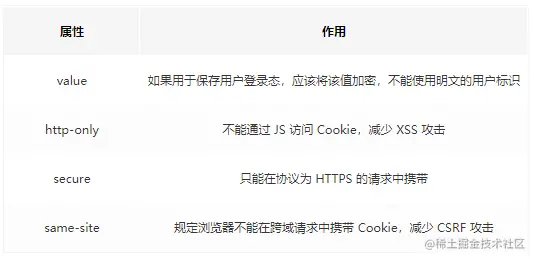 属性 作用
value 如果用于保存用户登录态，应该将该值加密，不能使用明文的用户标识
http-only 不能通过 JS 访问 Cookie，减少 XSS 攻击
secure 只能在协议为 HTTPS 的请求中携带
same-site 规定浏览器不能在跨域请求中携带 Cookie，减少 CSRF 攻击
@稀土掘金技术社区